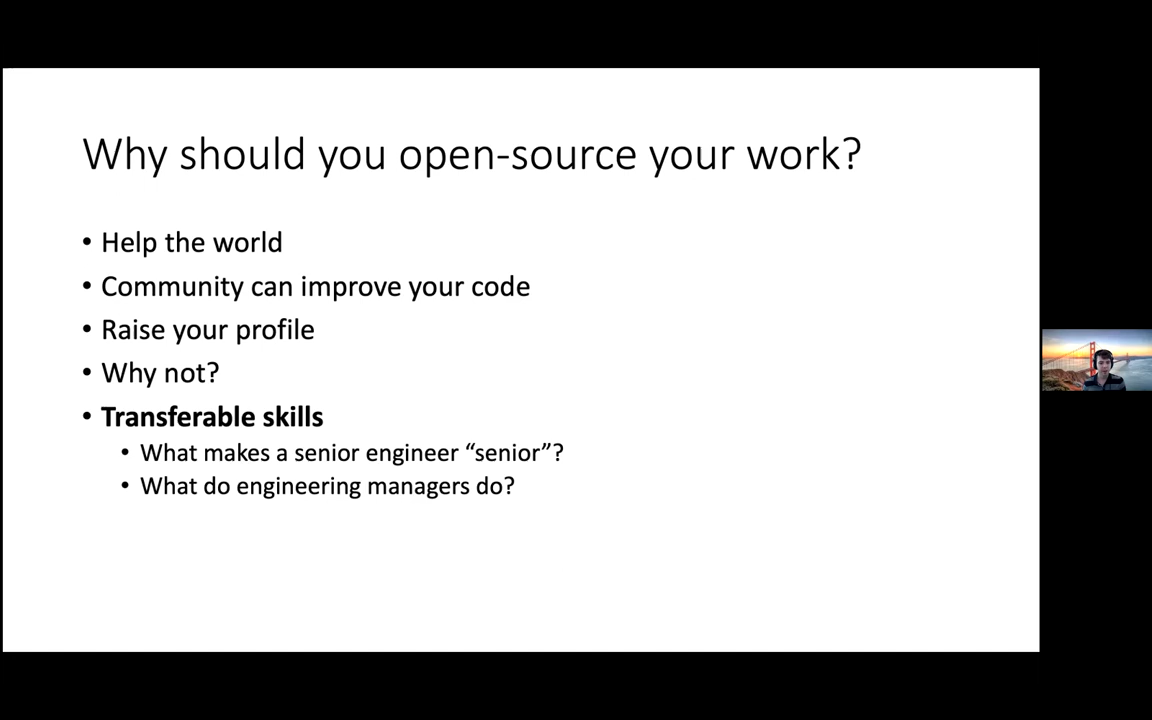 Why should you open-source your work?
• Help the world
• Community can improve your code
• Raise your profile
• Why not?
• Transferable skills
• What makes a senior engineer “senior”?
• What do engineering managers do?